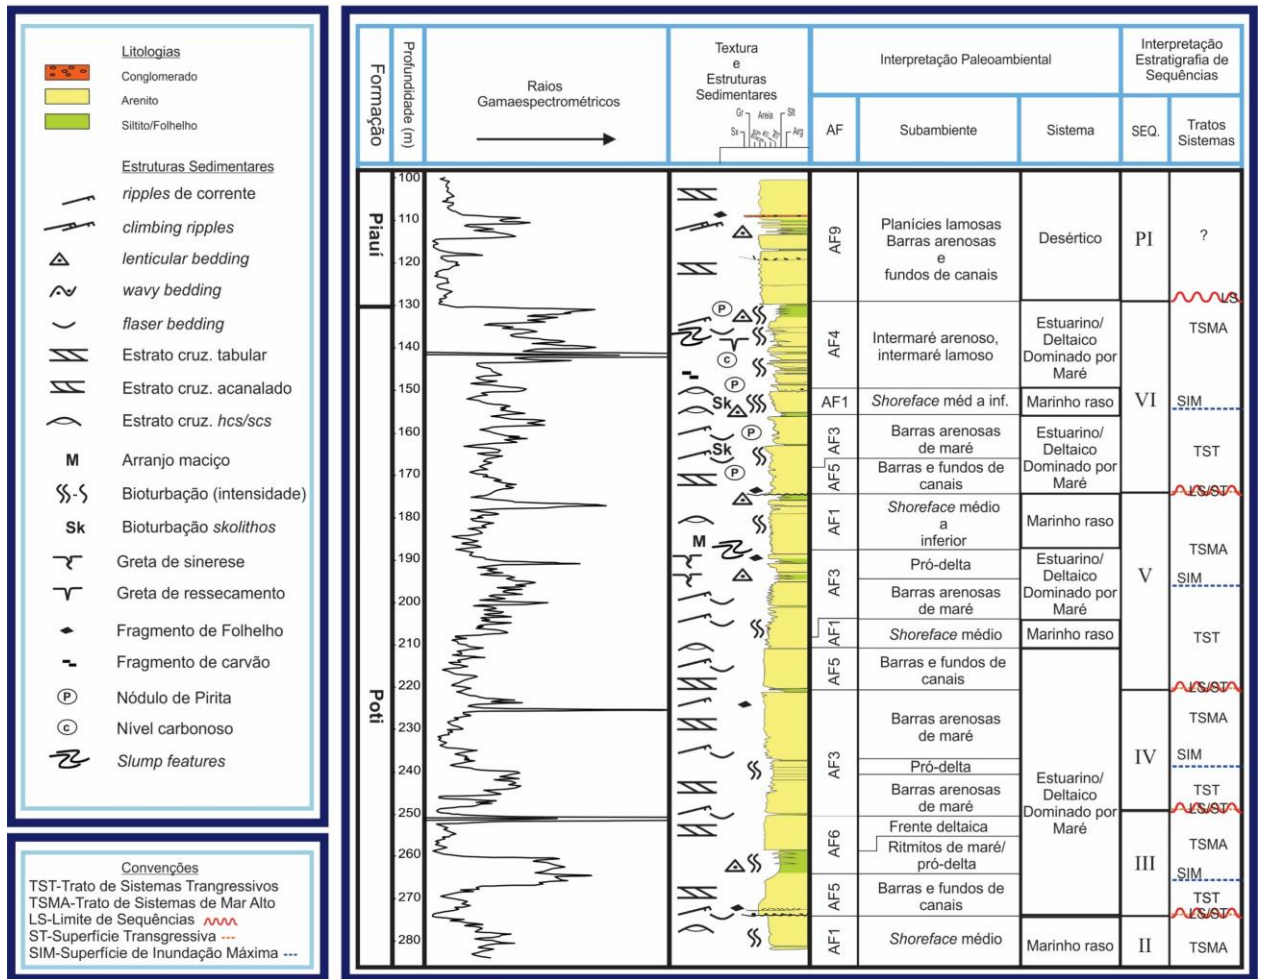 Litologias
Conglomerado
Arenito
Siltito/Folhelho
Estruturas Sedimentares
ripples de corrente
climbing ripples
lenticular bedding
wavy bedding
flaser bedding
Estrato cruz. tabular
Estrato cruz. acanalado
Estrato cruz. hcs/scs
M Arranjo maciço
Bioturbação (intensidade)
Sk Bioturbação skolithos
Greta de sinerese
Greta de ressecamento
Fragmento de Folhelho
Fragmento de carvão
P Nódulo de Pirita
c Nível carbonoso
Slump features
Convenções
TST-Trato de Sistemas Trangressivos
TSMA-Trato de Sistemas de Mar Alto
LS-Limite de Sequências
ST-Superfície Transgressiva
SIM-Superfície de Inundação Máxima
Formação
Profundidade (m)
Raios
Gamaespectrométricos
Textura
e
Estruturas
Sedimentares
Gr Areia Slt
Sx Arg
Interpretação Paleoambiental
AF
Subambiente
Sistema
Interpretação
Estratigrafia de
Sequências
SEQ.
Tratos
Sistemas
Piauí
Poti
100
110
120
130
140
150
160
170
180
190
200
210
220
230
240
250
260
270
280
P
c
P
Sk
P
Sk
P
M
AF9
AF4
AF1
AF3
AF5
AF1
AF3
AF1
AF5
AF3
AF6
AF5
AF1
Planícies lamosas
Barras arenosas
e
fundos de canais
Intermaré arenoso,
intermaré lamoso
Shoreface méd a inf.
Barras arenosas
de maré
Barras e fundos de
canais
Shoreface médio
a
inferior
Pró-delta
Barras arenosas
de maré
Shoreface médio
Barras e fundos de
canais
Barras arenosas
de maré
Pró-delta
Barras arenosas
de maré
Frente deltaica
Ritmitos de maré/
pró-delta
Barras e fundos de
canais
Shoreface médio
Desértico
Estuarino/
Deltaico
Dominado por
Maré
Marinho raso
Estuarino/
Deltaico
Dominado por
Maré
Marinho raso
Estuarino/
Deltaico
Dominado por
Maré
Marinho raso
Estuarino/
Deltaico
Dominado por
Maré
Marinho raso
PI
VI
V
IV
III
II
?
LS
TSMA
SIM
TST
LS/ST
TSMA
SIM
TST
LS/ST
TSMA
SIM
TST
LS/ST
TSMA
SIM
TST
LS/ST
TSMA